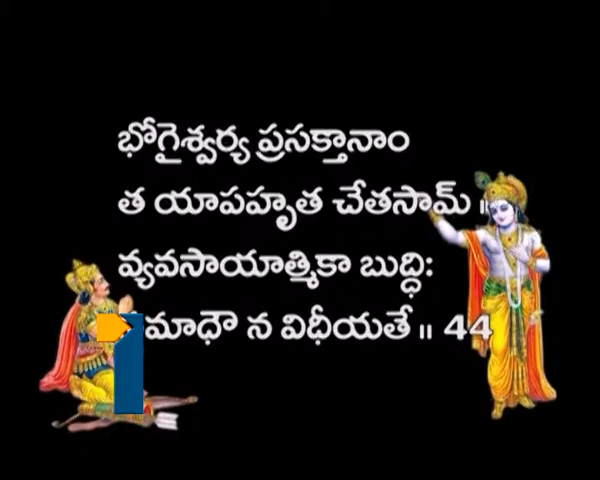 భోగైశ్వర్య ప్రసక్తానాం
త యాపహృత చేతసామ్ ॥
వ్యవసాయాత్మికా బుద్ధిః
మాధౌ న విధీయతే ॥ 44